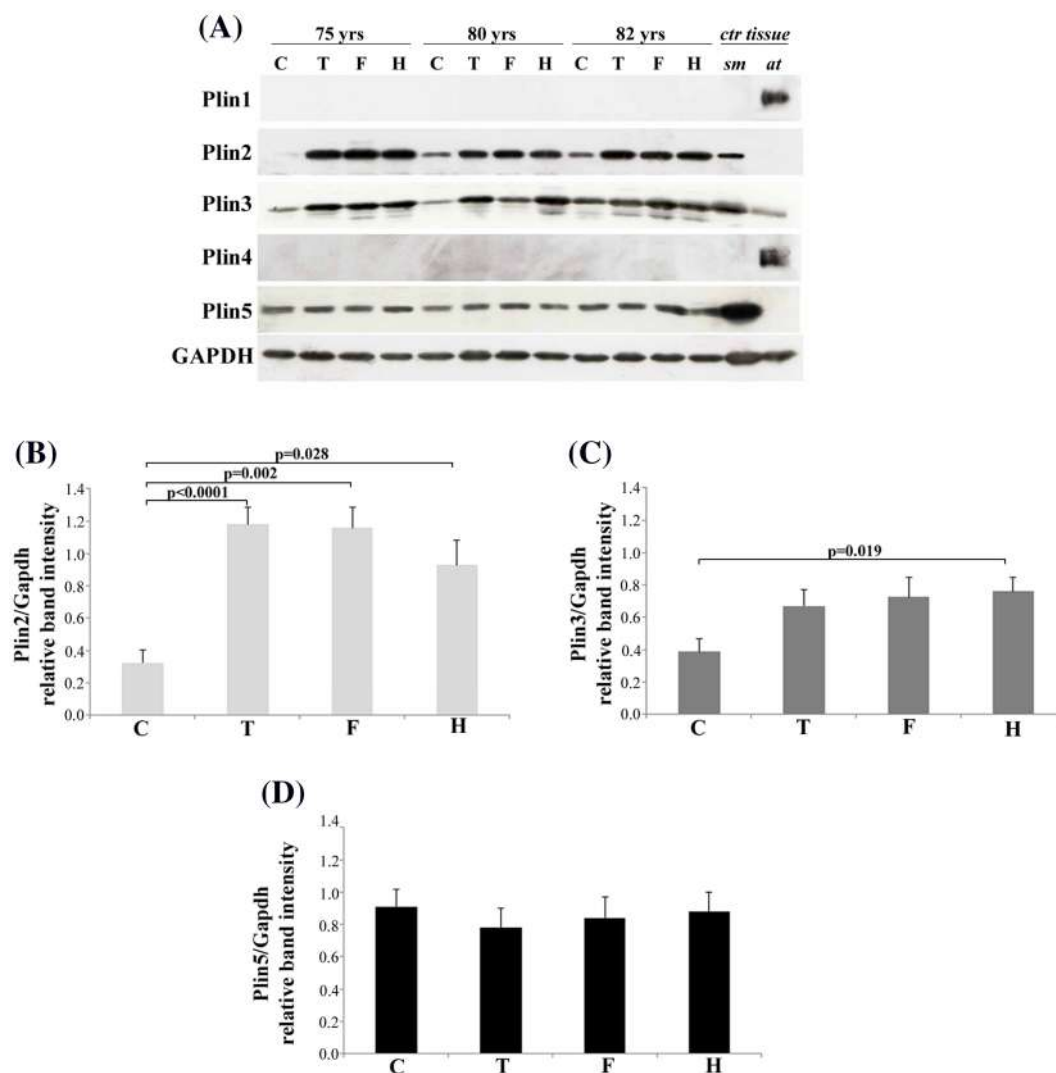 (A)
75 yrs 80 yrs 82 yrs ctr tissue
C T F H C T F H C T F H sm at
Plin1
Plin2
Plin3
Plin4
Plin5
GAPDH
(B)
p=0.028
p=0.002
p<0.0001
Plin2/Gapdh
relative band intensity
1.4
1.2
1.0
0.8
0.6
0.4
0.2
0.0
C T F H
(C)
p=0.019
Plin3/Gapdh
relative band intensity
1.4
1.2
1.0
0.8
0.6
0.4
0.2
0.0
C T F H
(D)
Plin5/Gapdh
relative band intensity
1.4
1.2
1.0
0.8
0.6
0.4
0.2
0.0
C T F H